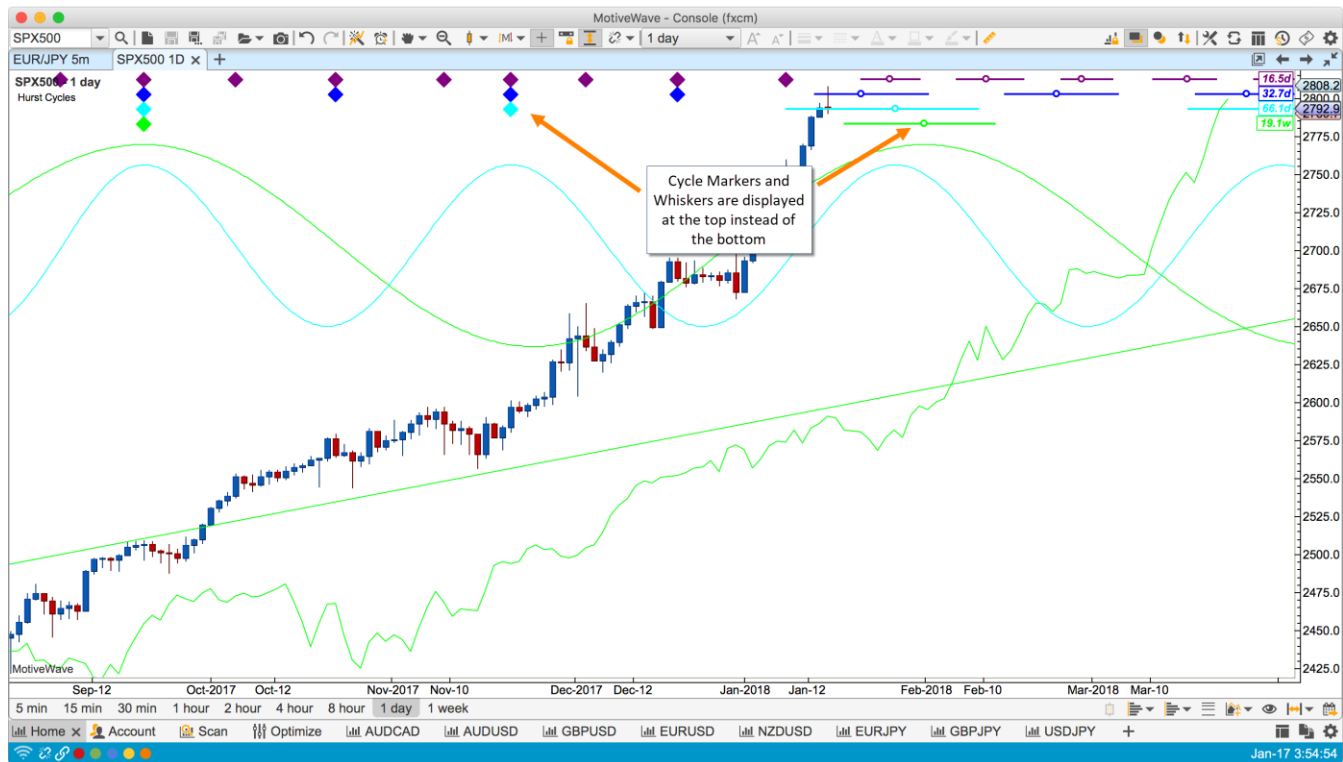 MotiveWave - Console (fxcm)
SPX500
1 day
EUR/JPY 5m
SPX500 1D
SPX500 - 1 day
Hurst Cycles
16.5d
32.7d
66.1d
19.1w
2808.2
2800.0
2792.9
2775.0
2750.0
2725.0
2700.0
2675.0
2650.0
2625.0
2600.0
2575.0
2550.0
2525.0
2500.0
2475.0
2450.0
2425.0
Cycle Markers and
Whiskers are displayed
at the top instead of
the bottom
MotiveWave
Sep-12 Oct-2017 Oct-12 Nov-2017 Nov-10 Dec-2017 Dec-12 Jan-2018 Jan-12 Feb-2018 Feb-10 Mar-2018 Mar-10
5 min 15 min 30 min 1 hour 2 hour 4 hour 8 hour 1 day 1 week
Home Account Scan Optimize AUDCAD AUDUSD GBPUSD EURUSD NZDUSD EURJPY GBPJPY USDJPY
Jan-17 3:54:54